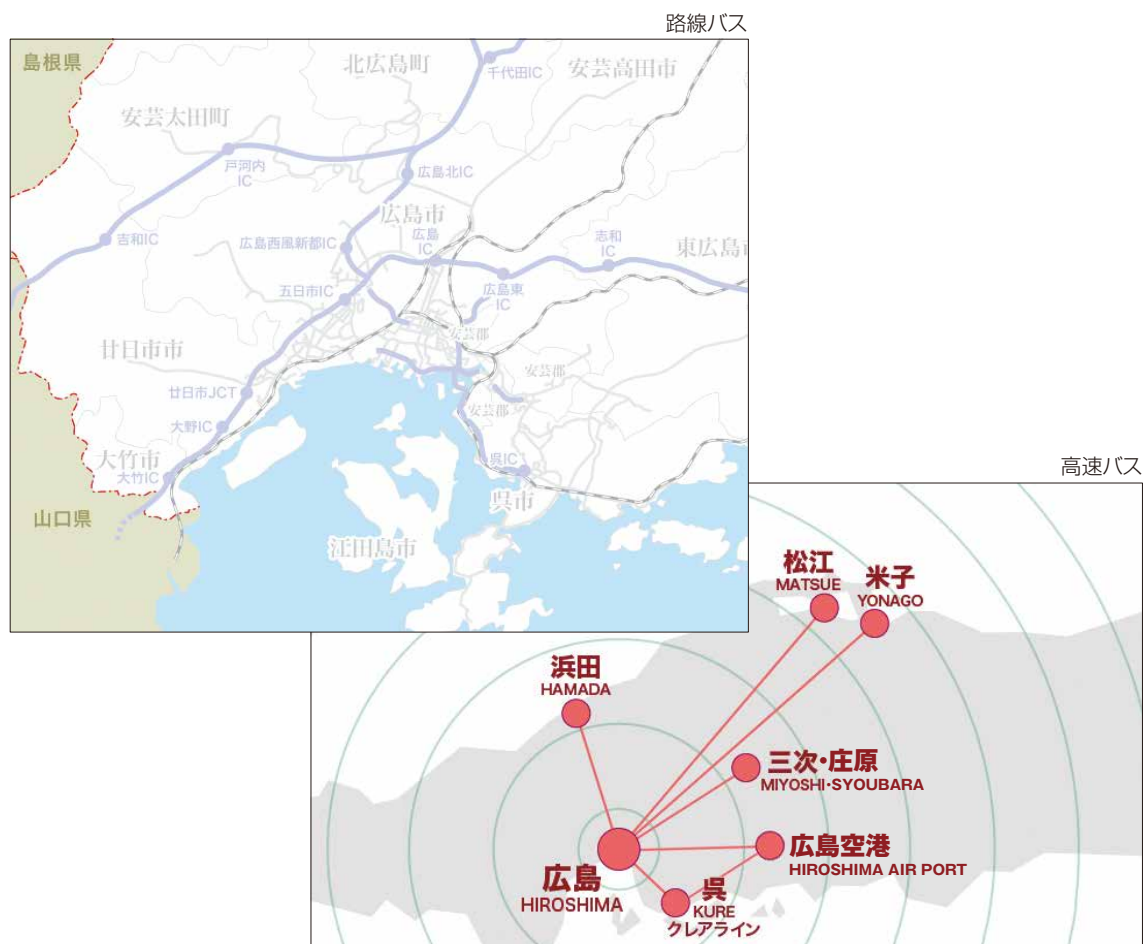 路線バス
島根県
北広島町
千代田IC
安芸高田市
安芸太田町
戸河内
IC
広島北IC
広島市
吉和IC
広島西風新都IC
広島
IC
志和
IC
東広島市
五日市IC
広島東
IC
安芸郡
廿日市市
安芸郡
廿日市JCT
安芸郡
大野IC
大竹市
大竹IC
呉IC
呉市
山口県
江田島市
高速バス
松江
MATSUE
米子
YONAGO
浜田
HAMADA
三次・庄原
MIYOSHI・SYOUBARA
広島空港
HIROSHIMA AIR PORT
広島
HIROSHIMA
呉
KURE
クレアライン